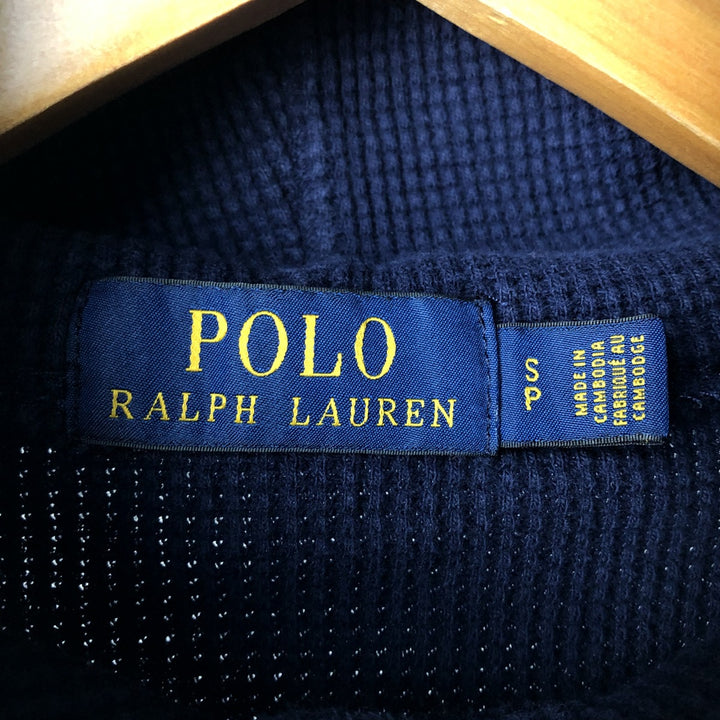 POLO
RALPH LAUREN
S
P
MADE IN
CAMBODIA
FABRIQUÉ AU
CAMBODGE